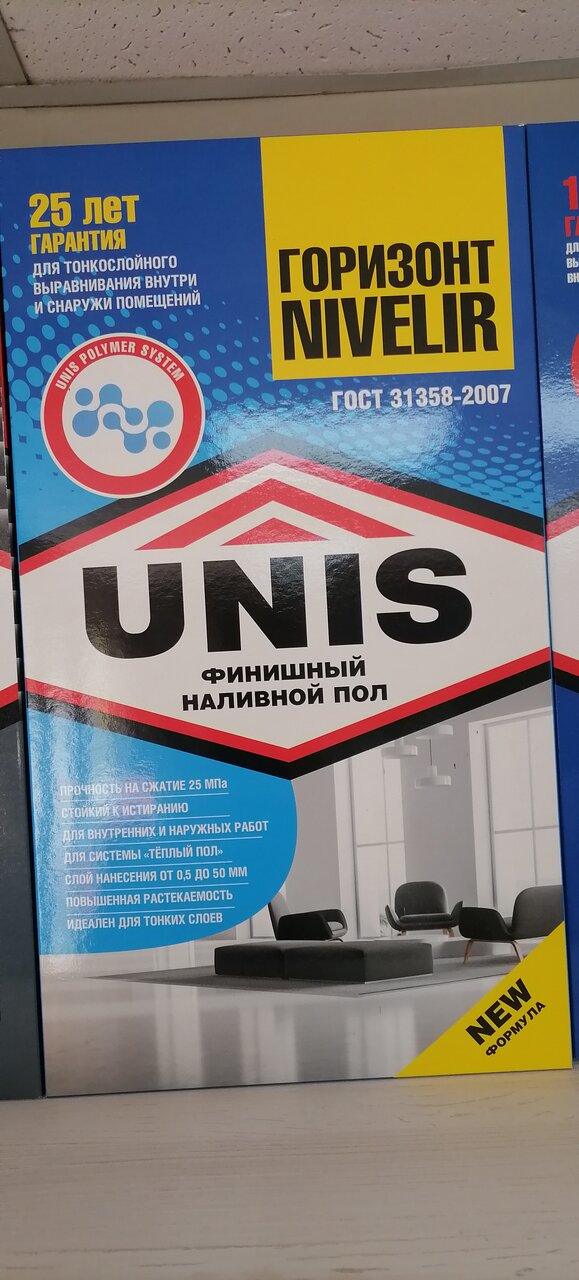 25 лет
ГАРАНТИЯ
ДЛЯ ТОНКОСЛОЙНОГО
ВЫРАВНИВАНИЯ ВНУТРИ
И СНАРУЖИ ПОМЕЩЕНИЙ
UNIS POLYMER SYSTEM
ГОРИЗОНТ
NIVELIR
ГОСТ 31358-2007
UNIS
ФИНИШНЫЙ
НАЛИВНОЙ ПОЛ
ПРОЧНОСТЬ НА СЖАТИЕ 25 МПа
СТОЙКИЙ К ИСТИРАНИЮ
ДЛЯ ВНУТРЕННИХ И НАРУЖНЫХ РАБОТ
ДЛЯ СИСТЕМЫ «ТЁПЛЫЙ ПОЛ»
СЛОЙ НАНЕСЕНИЯ ОТ 0,5 ДО 50 ММ
ПОВЫШЕННАЯ РАСТЕКАЕМОСТЬ
ИДЕАЛЕН ДЛЯ ТОНКИХ СЛОЕВ
NEW
ФОРМУЛА